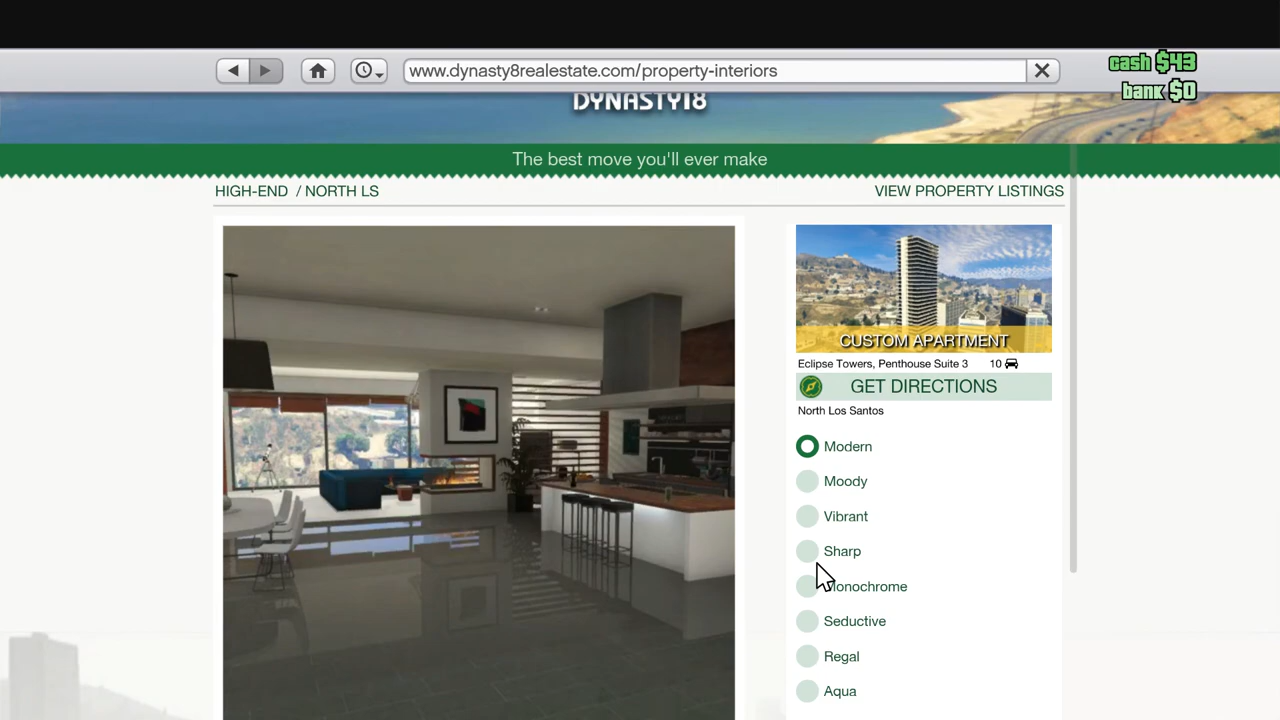 www.dynasty8realestate.com/property-interiors
cash $43
bank $0
DYNASTY8
The best move you'll ever make
HIGH-END / NORTH LS
VIEW PROPERTY LISTINGS
CUSTOM APARTMENT
Eclipse Towers, Penthouse Suite 3 10
GET DIRECTIONS
North Los Santos
Modern
Moody
Vibrant
Sharp
Monochrome
Seductive
Regal
Aqua